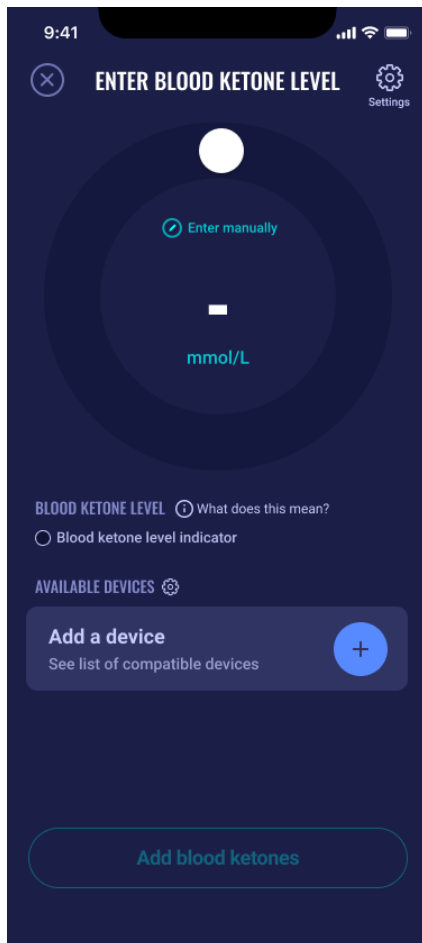 9:41
ENTER BLOOD KETONE LEVEL
Settings
Enter manually
-
mmol/L
BLOOD KETONE LEVEL What does this mean?
Blood ketone level indicator
AVAILABLE DEVICES
Add a device
See list of compatible devices
Add blood ketones